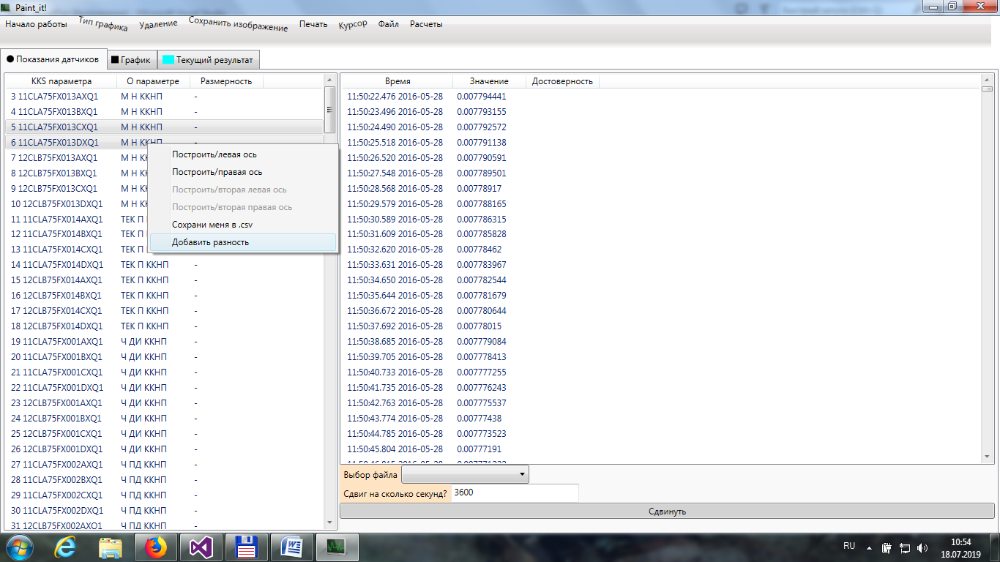 Paint_it!
Начало работы Тип графика Удаление Сохранить изображение Печать Курсор Файл Расчеты
Показания датчиков График Текущий результат
KKS параметра О параметре Размерность
3 11CLA75FX013AXQ1 М Н ККНП -
4 11CLA75FX013BXQ1 М Н ККНП -
5 11CLA75FX013CXQ1 М Н ККНП -
6 11CLA75FX013DXQ1 М Н ККНП -
7 12CLB75FX013AXQ1 М Н КК
8 12CLB75FX013BXQ1 М Н КК
9 12CLB75FX013CXQ1 М Н КК
10 12CLB75FX013DXQ1 М Н КК
11 11CLA75FX014AXQ1 ТЕК П
12 11CLA75FX014BXQ1 ТЕК П
13 11CLA75FX014CXQ1 ТЕК П
14 11CLA75FX014DXQ1 ТЕК П ККНП -
15 12CLB75FX014AXQ1 ТЕК П ККНП -
16 12CLB75FX014BXQ1 ТЕК П ККНП -
17 12CLB75FX014CXQ1 ТЕК П ККНП -
18 12CLB75FX014DXQ1 ТЕК П ККНП -
19 11CLA75FX001AXQ1 Ч ДИ ККНП -
20 11CLA75FX001BXQ1 Ч ДИ ККНП -
21 11CLA75FX001CXQ1 Ч ДИ ККНП -
22 11CLA75FX001DXQ1 Ч ДИ ККНП -
23 12CLB75FX001AXQ1 Ч ДИ ККНП -
24 12CLB75FX001BXQ1 Ч ДИ ККНП -
25 12CLB75FX001CXQ1 Ч ДИ ККНП -
26 12CLB75FX001DXQ1 Ч ДИ ККНП -
27 11CLA75FX002AXQ1 Ч ПД ККНП -
28 11CLA75FX002BXQ1 Ч ПД ККНП -
29 11CLA75FX002CXQ1 Ч ПД ККНП -
30 11CLA75FX002DXQ1 Ч ПД ККНП -
31 12CLB75FX002AXQ1 Ч ПД ККНП -
Построить/левая ось
Построить/правая ось
Построить/вторая левая ось
Построить/вторая правая ось
Сохрани меня в .csv
Добавить разность
Время Значение Достоверность
11:50:22.476 2016-05-28 0.007794441
11:50:23.496 2016-05-28 0.007793155
11:50:24.490 2016-05-28 0.007792572
11:50:25.518 2016-05-28 0.007791138
11:50:26.520 2016-05-28 0.007790591
11:50:27.548 2016-05-28 0.007789501
11:50:28.568 2016-05-28 0.00778917
11:50:29.579 2016-05-28 0.007788165
11:50:30.589 2016-05-28 0.007786315
11:50:31.609 2016-05-28 0.007785828
11:50:32.620 2016-05-28 0.00778462
11:50:33.631 2016-05-28 0.007783967
11:50:34.650 2016-05-28 0.007782544
11:50:35.644 2016-05-28 0.007781679
11:50:36.672 2016-05-28 0.007780644
11:50:37.692 2016-05-28 0.00778015
11:50:38.685 2016-05-28 0.007779084
11:50:39.705 2016-05-28 0.007778413
11:50:40.733 2016-05-28 0.007777255
11:50:41.735 2016-05-28 0.007776243
11:50:42.763 2016-05-28 0.007775537
11:50:43.774 2016-05-28 0.00777438
11:50:44.785 2016-05-28 0.007773523
11:50:45.804 2016-05-28 0.00777191
Выбор файла
Сдвиг на сколько секунд? 3600
Сдвинуть
RU
10:54
18.07.2019